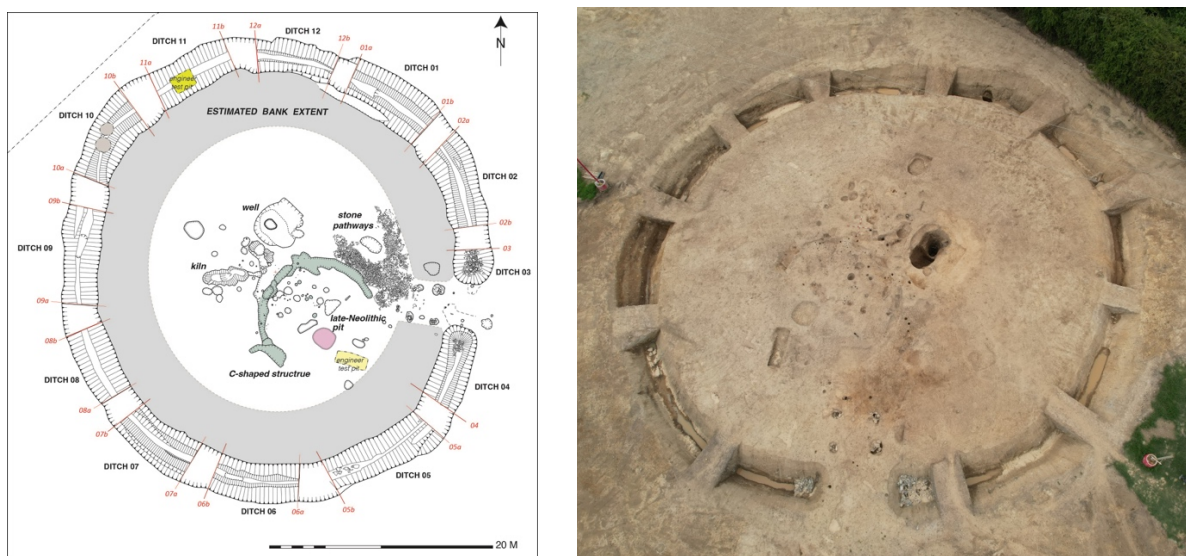 N
11b
12a
DITCH 12
DITCH 11
12b
01a
11a
DITCH 01
10b
engineer
test pit
ESTIMATED BANK EXTENT
01b
DITCH 10
02a
DITCH 02
10a
09b
well
stone
pathways
02b
03
DITCH 03
kiln
DITCH 09
late-Neolithic
pit
09a
08b
engineer
test pit
C-shaped structrue
DITCH 08
DITCH 04
08a
07b
04
05a
DITCH 07
DITCH 05
07a
06b
06a
05b
DITCH 06
20 M